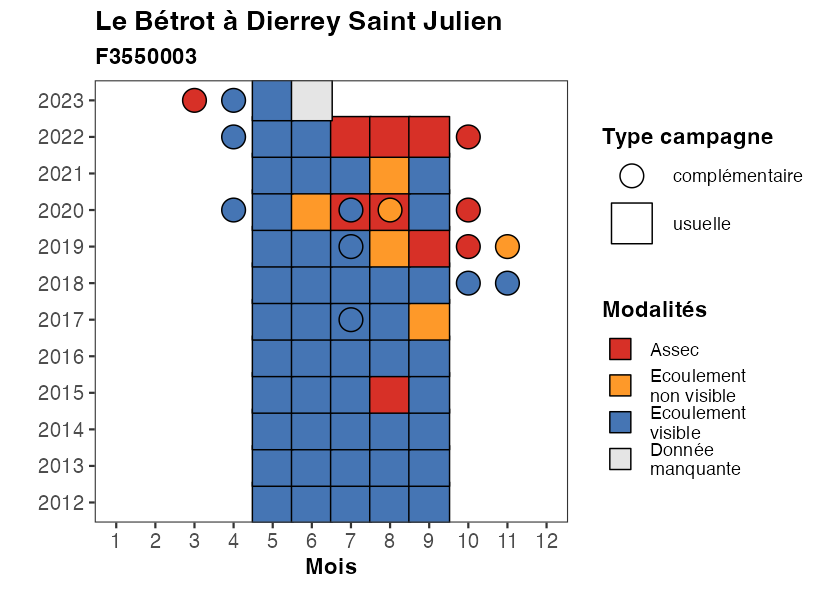 Le Bétrot à Dierrey Saint Julien
F3550003
2023
2022
2021
2020
2019
2018
2017
2016
2015
2014
2013
2012
1 2 3 4 5 6 7 8 9 10 11 12
Mois
Type campagne
complémentaire
usuelle
Modalités
Assec
Ecoulement
non visible
Ecoulement
visible
Donnée
manquante